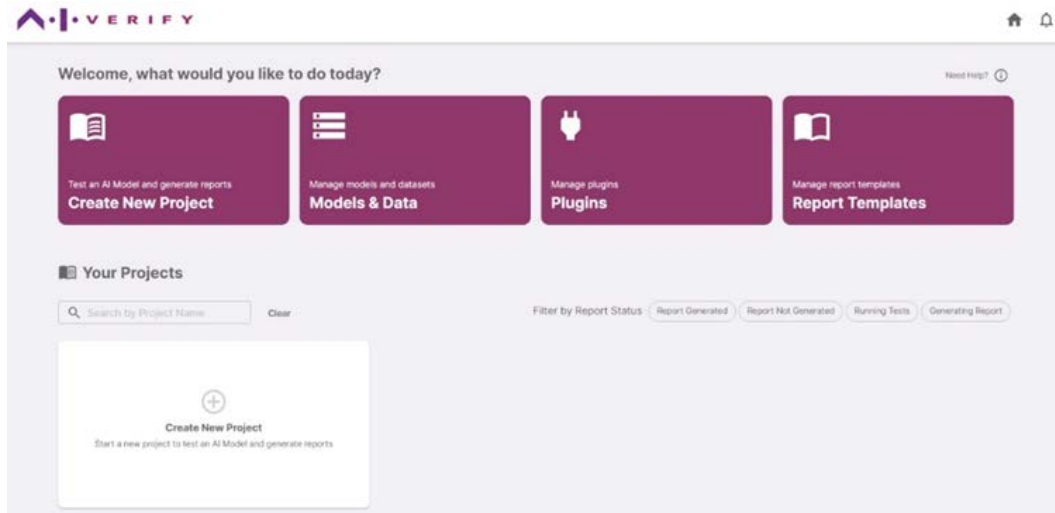 A.I. VERIFY
Welcome, what would you like to do today?
Need Help?
Test an AI Model and generate reports
Create New Project
Manage models and datasets
Models & Data
Manage plugins
Plugins
Manage report templates
Report Templates
Your Projects
Search by Project Name
Clear
Filter by Report Status
Report Generated
Report Not Generated
Running Tests
Generating Report
Create New Project
Start a new project to test an AI Model and generate reports